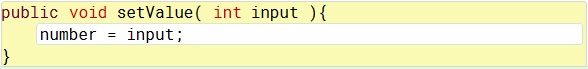 public void setValue( int input ){
    number = input;
}